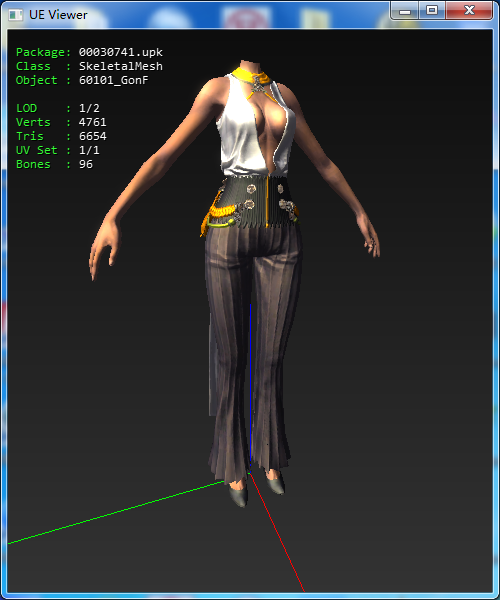 UE Viewer
Package: 00030741.upk
Class : SkeletalMesh
Object : 60101_GonF
LOD : 1/2
Verts : 4761
Tris : 6654
UV Set : 1/1
Bones : 96